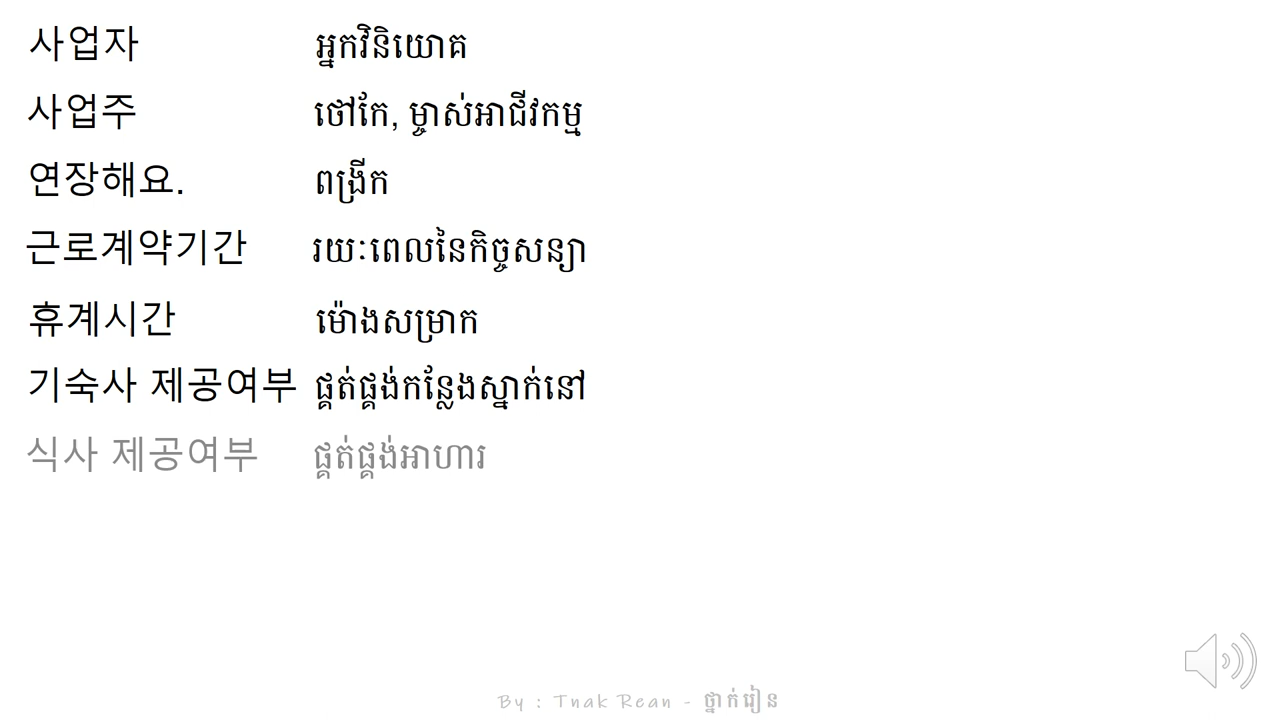 사업자 អ្នកវិនិយោគ
사업주 ថៅកែ, ម្ចាស់អាជីវកម្ម
연장해요. ពង្រីក
근로계약기간 រយៈពេលនៃកិច្ចសន្យា
휴계시간 ម៉ោងសម្រាក
기숙사 제공여부 ផ្គត់ផ្គង់កន្លែងស្នាក់នៅ
식사 제공여부 ផ្គត់ផ្គង់អាហារ
By : Tnak Rean - ថ្នាក់រៀន